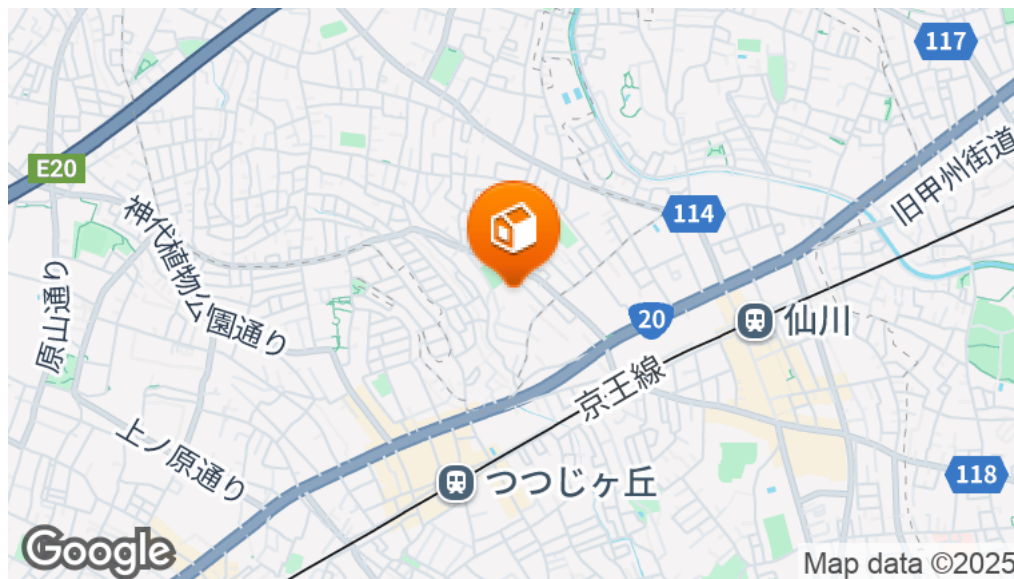 117
旧甲州街道
E20
神代植物公園通り
114
原山通り
20
仙川
京王線
上ノ原通り
つつじヶ丘
118
Google
Map data ©2025